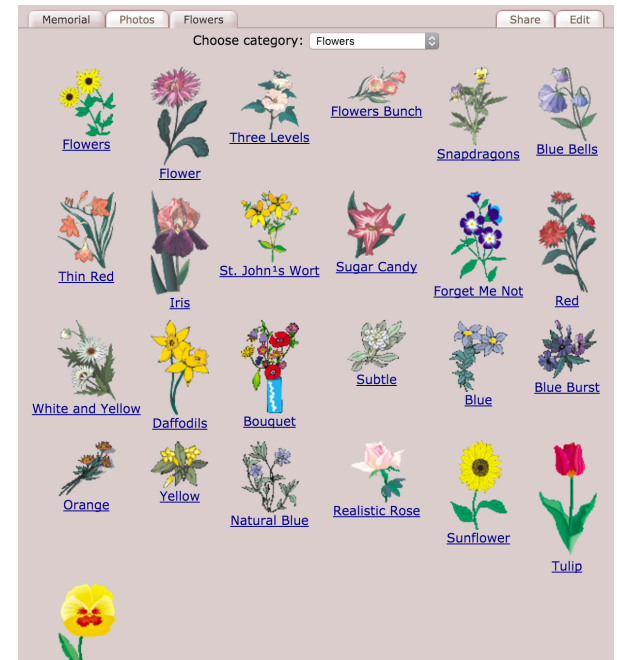 Memorial Photos Flowers Share Edit
Choose category: Flowers
Flowers
Flower
Three Levels
Flowers Bunch
Snapdragons
Blue Bells
Thin Red
Iris
St. John¹s Wort
Sugar Candy
Forget Me Not
Red
White and Yellow
Daffodils
Bouquet
Subtle
Blue
Blue Burst
Orange
Yellow
Natural Blue
Realistic Rose
Sunflower
Tulip